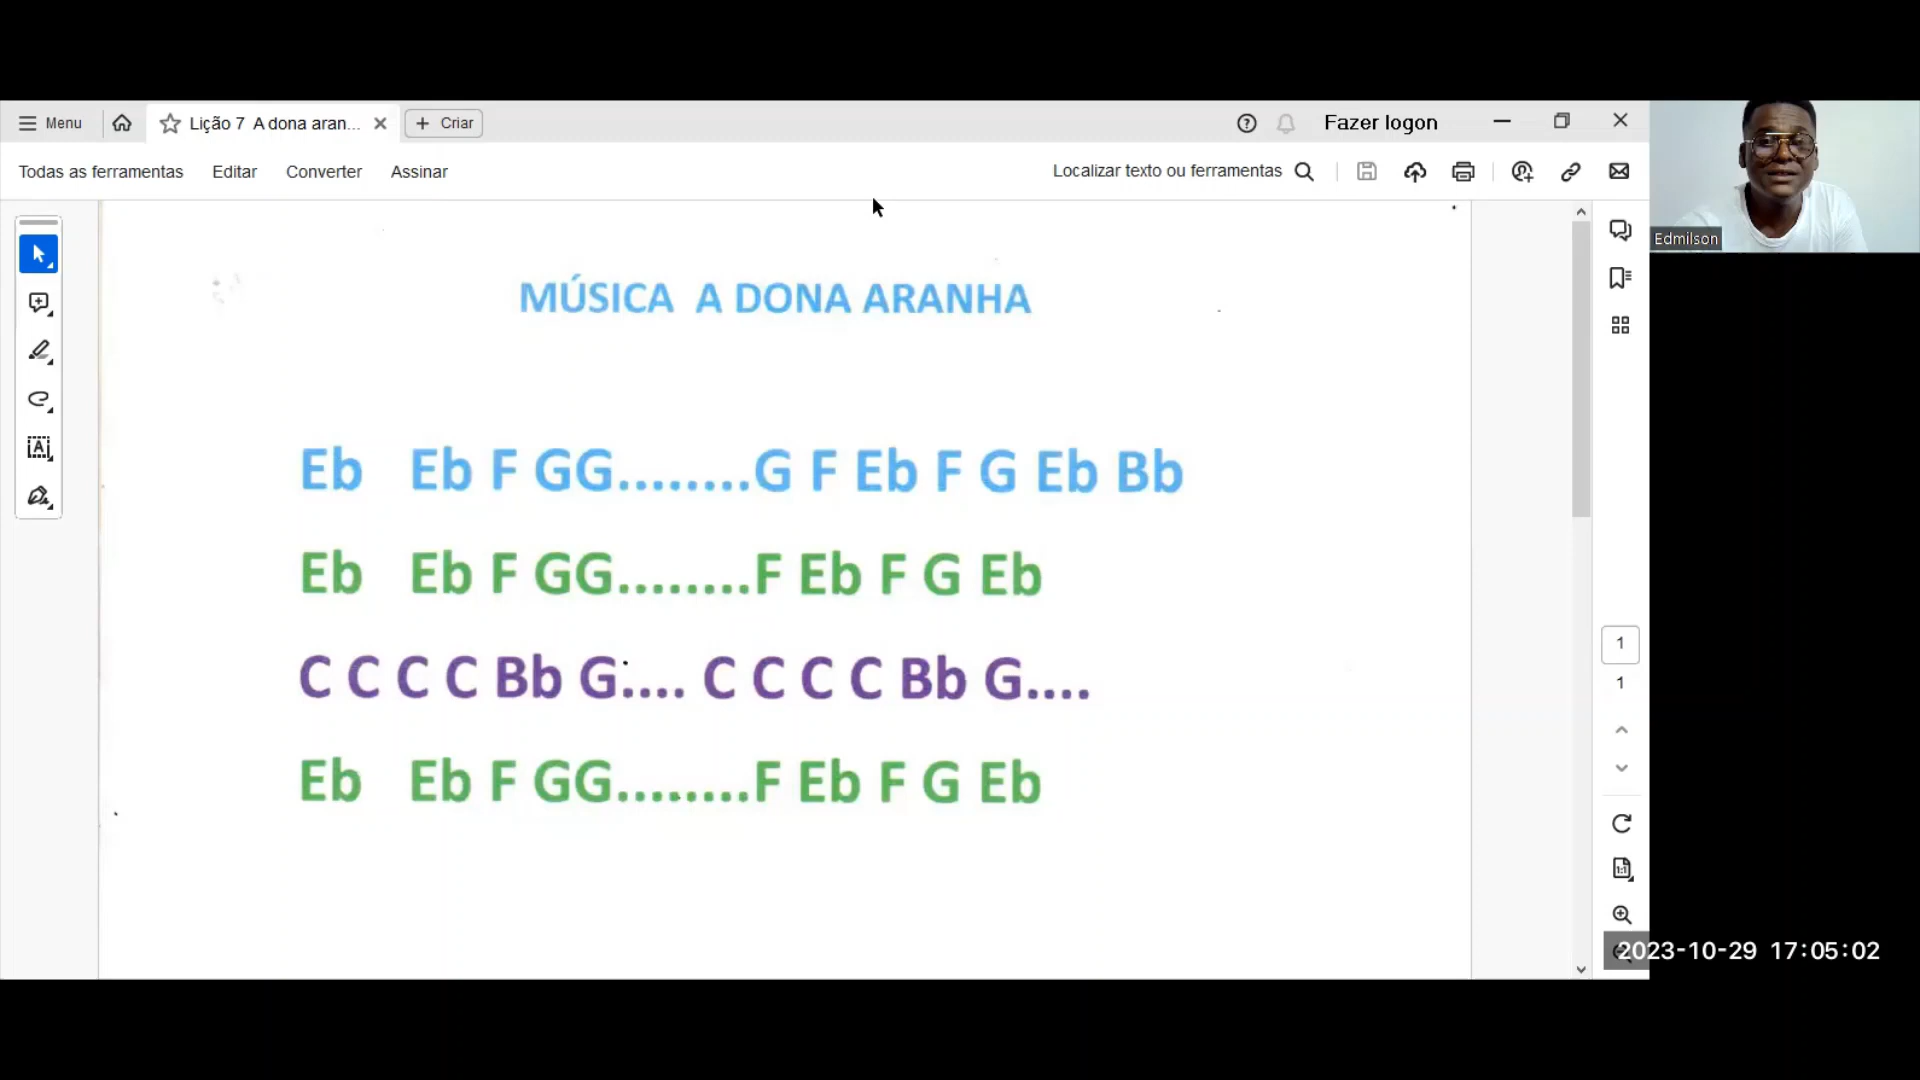 Menu
Lição 7 A dona aran...
Criar
Fazer logon
Todas as ferramentas
Editar
Converter
Assinar
Localizar texto ou ferramentas
Edmilson
MÚSICA A DONA ARANHA
Eb Eb F GG........G F Eb F G Eb Bb
Eb Eb F GG........F Eb F G Eb
C C C C Bb G.... C C C C Bb G....
Eb Eb F GG........F Eb F G Eb
1
1
2023-10-29 17:05:02